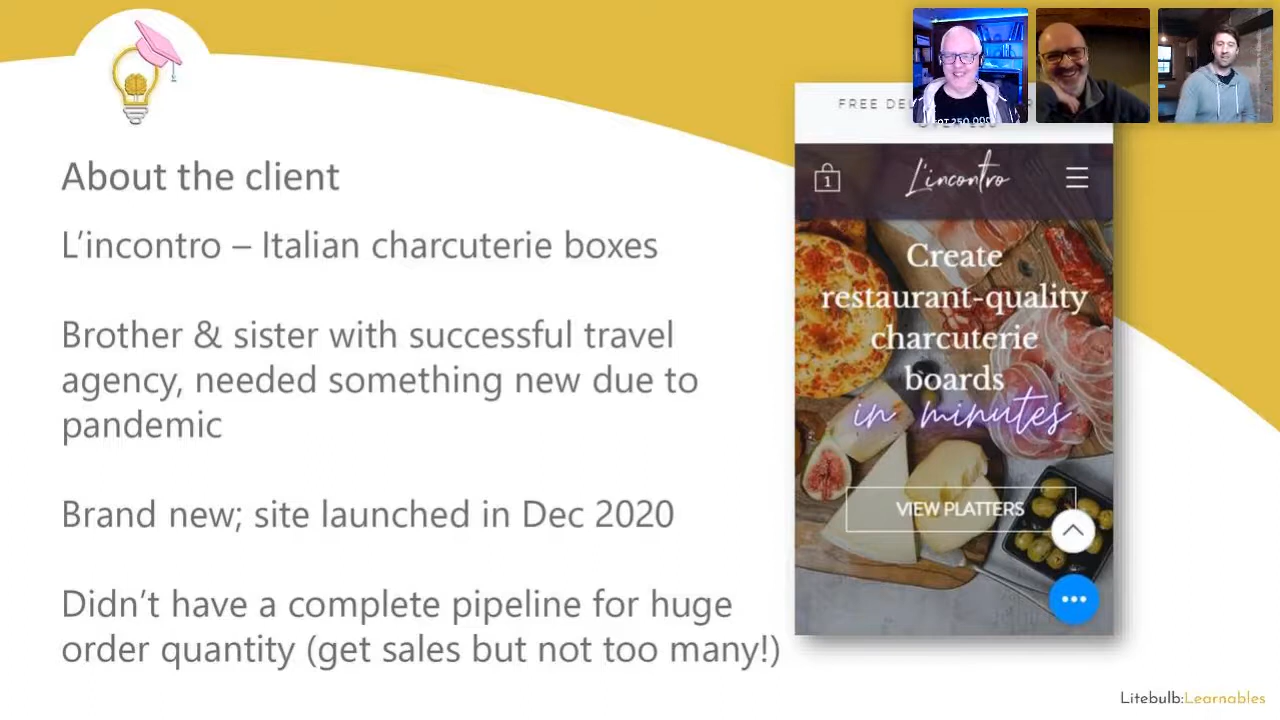 About the client
L'incontro – Italian charcuterie boxes
Brother & sister with successful travel
agency, needed something new due to
pandemic
Brand new; site launched in Dec 2020
Didn't have a complete pipeline for huge
order quantity (get sales but not too many!)
FREE
1
L'incontro
Create
restaurant-quality
charcuterie
boards
in minutes
VIEW PLATTERS
Litebulb:Learnables